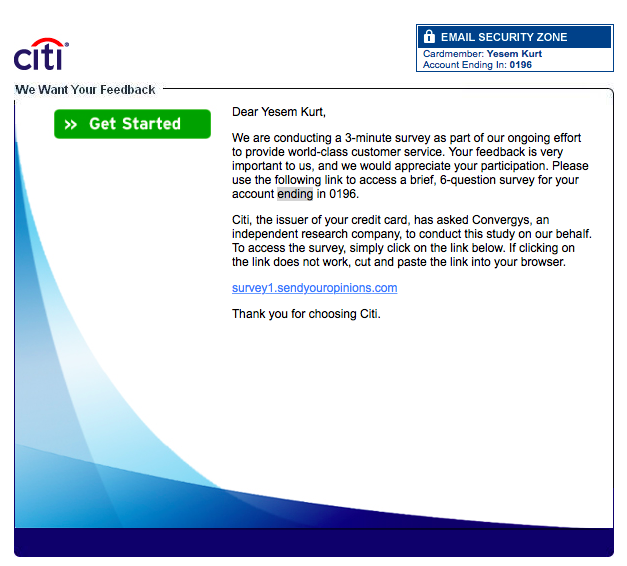 citi®
EMAIL SECURITY ZONE
Cardmember: Yesem Kurt
Account Ending In: 0196
We Want Your Feedback
>> Get Started
Dear Yesem Kurt,
We are conducting a 3-minute survey as part of our ongoing effort
to provide world-class customer service. Your feedback is very
important to us, and we would appreciate your participation. Please
use the following link to access a brief, 6-question survey for your
account ending in 0196.
Citi, the issuer of your credit card, has asked Convergys, an
independent research company, to conduct this study on our behalf.
To access the survey, simply click on the link below. If clicking on
the link does not work, cut and paste the link into your browser.
survey1.sendyouropinions.com
Thank you for choosing Citi.